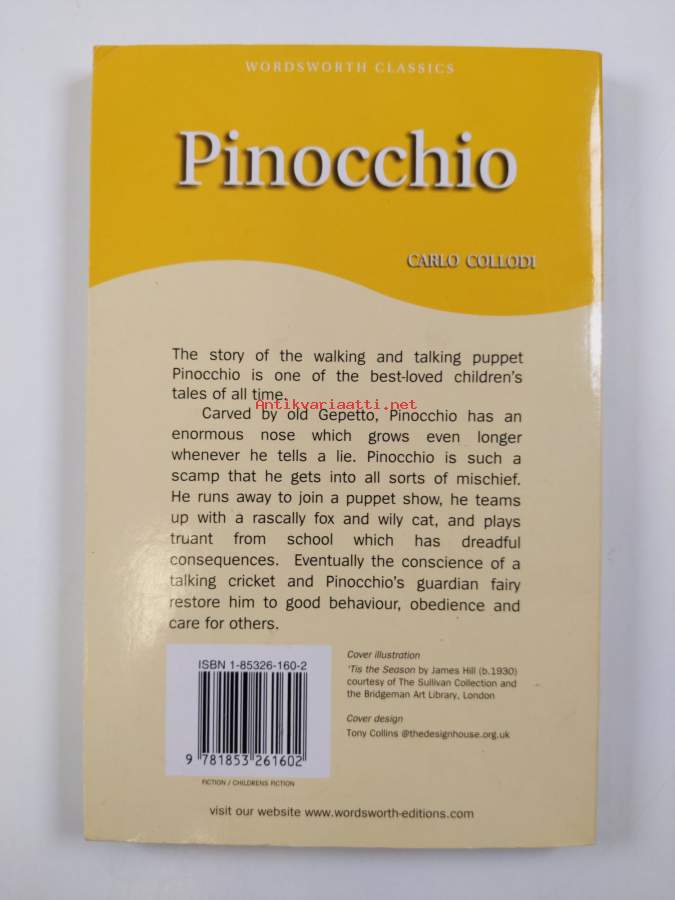 WORDSWORTH CLASSICS
Pinocchio
CARLO COLLODI
The story of the walking and talking puppet
Pinocchio is one of the best-loved children's
tales of all time.
Antikvariaatti.net
Carved by old Gepetto, Pinocchio has an
enormous nose which grows even longer
whenever he tells a lie. Pinocchio is such a
scamp that he gets into all sorts of mischief.
He runs away to join a puppet show, he teams
up with a rascally fox and wily cat, and plays
truant from school which has dreadful
consequences. Eventually the conscience of a
talking cricket and Pinocchio's guardian fairy
restore him to good behaviour, obedience and
care for others.
ISBN 1-85326-160-2
9 781853 261602
FICTION / CHILDRENS FICTION
Cover illustration
'Tis the Season by James Hill (b.1930)
courtesy of The Sullivan Collection and
the Bridgeman Art Library, London
Cover design
Tony Collins @thedesignhouse.org.uk
visit our website www.wordsworth-editions.com